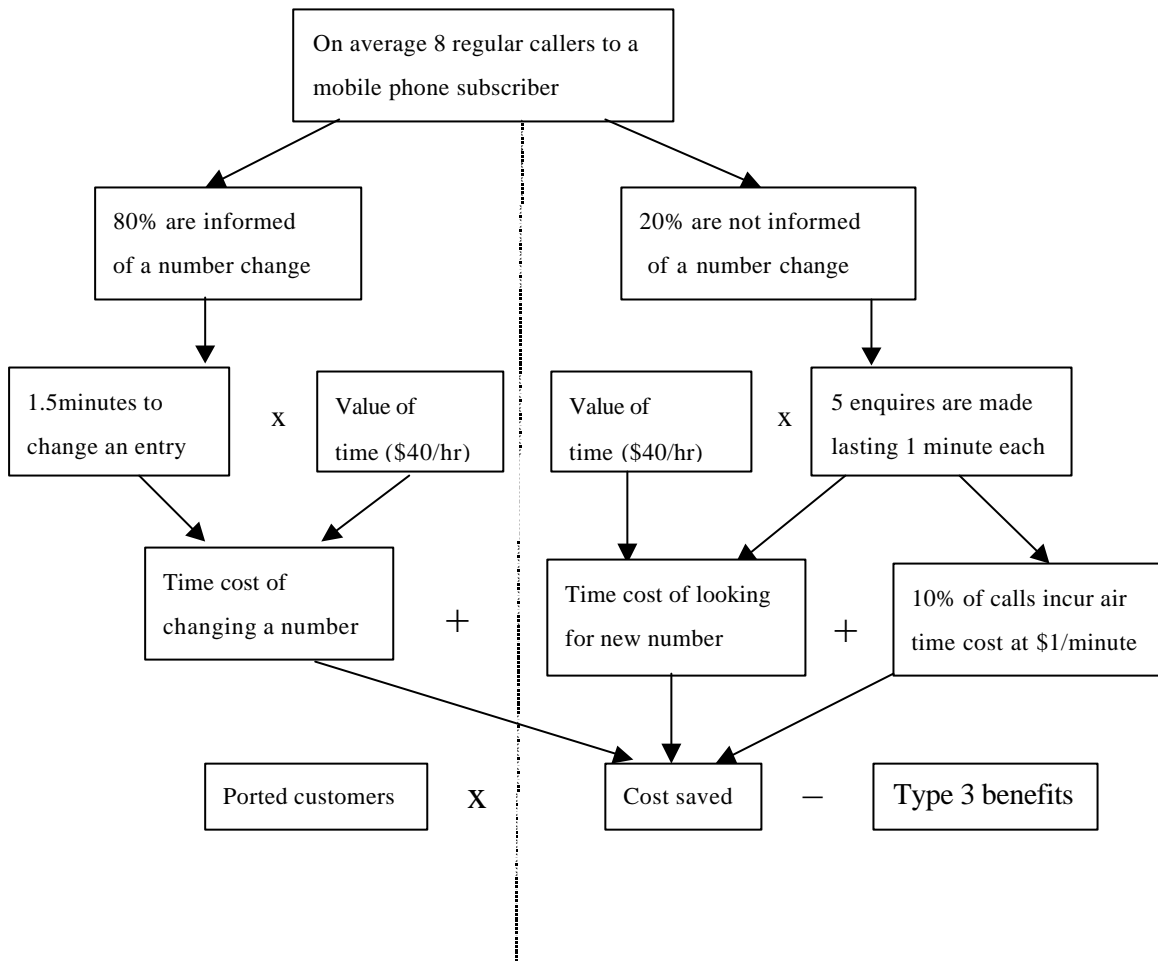 On average 8 regular callers to a
mobile phone subscriber
80% are informed
of a number change
20% are not informed
of a number change
1.5minutes to
change an entry
x
Value of
time ($40/hr)
Value of
time ($40/hr)
x
5 enquires are made
lasting 1 minute each
Time cost of
changing a number
+
Time cost of looking
for new number
+
10% of calls incur air
time cost at $1/minute
Ported customers
x
Cost saved
–
Type 3 benefits